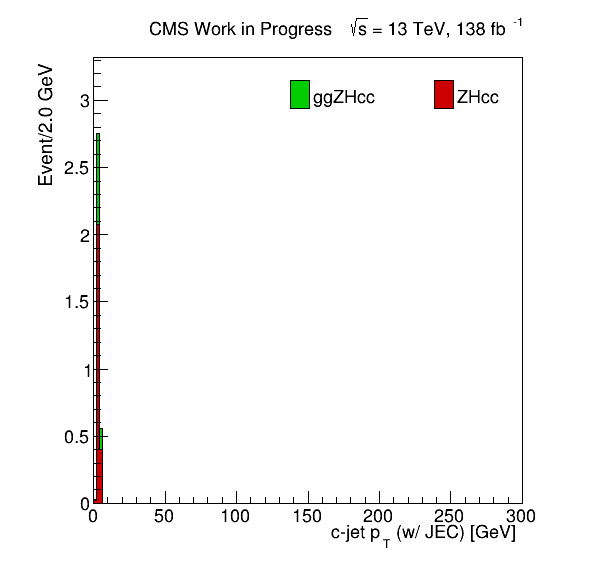 CMS Work in Progress √s = 13 TeV, 138 fb⁻¹
Event/2.0 GeV
ggZHcc
ZHcc
3
2.5
2
1.5
1
0.5
0
0 50 100 150 200 250 300
c-jet p_T (w/ JEC) [GeV]